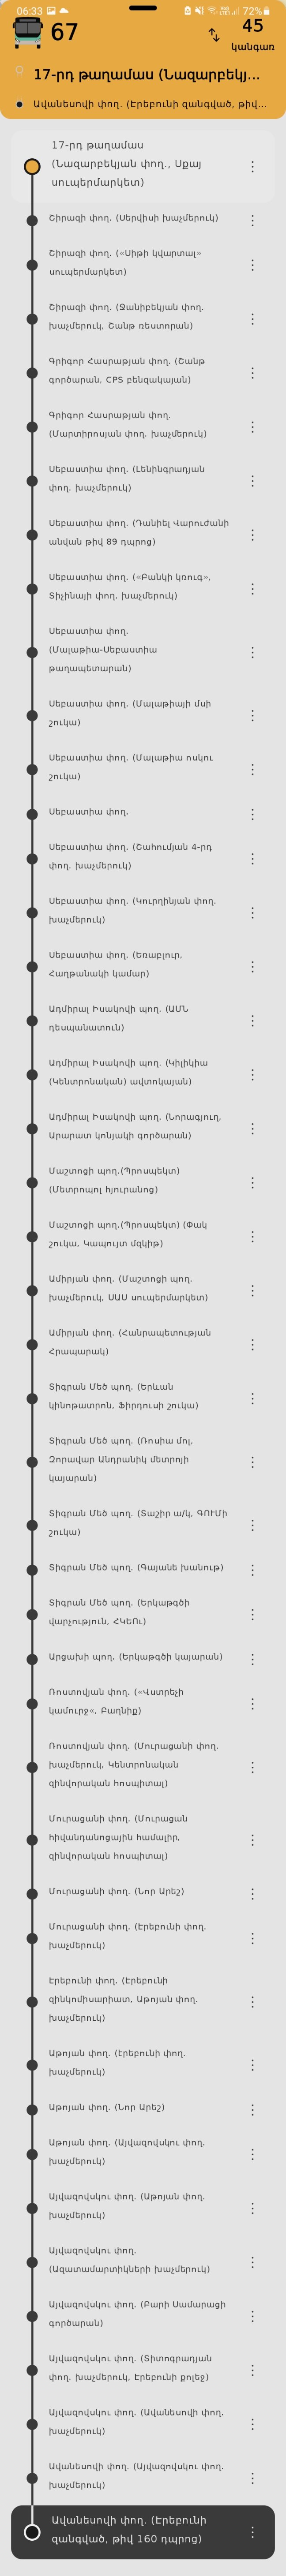 06:33
72%
67
45
կանգառ
17-րդ թաղամաս (Նազարբեկյ...
Ավանեսովի փող. (Էրեբունի զանգված, թիվ...
17-րդ թաղամաս
(Նազարբեկյան փող., Սքայ
սուպերմարկետ)
Շիրազի փող. (Սերվիսի խաչմերուկ)
Շիրազի փող. («Սիթի կվարտալ»
սուպերմարկետ)
Շիրազի փող. (Ջանիբեկյան փող.
խաչմերուկ, Շանթ ռեստորան)
Գրիգոր Հասրաթյան փող. (Շանթ
գործարան, CPS բենզակայան)
Գրիգոր Հասրաթյան փող.
(Մարտիրոսյան փող. խաչմերուկ)
Սեբաստիա փող. (Լենինգրադյան
փող. խաչմերուկ)
Սեբաստիա փող. (Դանիել Վարուժանի
անվան թիվ 89 դպրոց)
Սեբաստիա փող. («Բանկի կռուգ»,
Տիչինայի փող. խաչմերուկ)
Սեբաստիա փող.
(Մալաթիա-Սեբաստիա
թաղապետարան)
Սեբաստիա փող. (Մալաթիայի մսի
շուկա)
Սեբաստիա փող. (Մալաթիա ոսկու
շուկա)
Սեբաստիա փող.
Սեբաստիա փող. (Շահումյան 4-րդ
փող. խաչմերուկ)
Սեբաստիա փող. (Կուրղինյան փող.
խաչմերուկ)
Սեբաստիա փող. (Եռաբլուր,
Հաղթանակի կամար)
Ադմիրալ Իսակովի պող. (ԱՄՆ
դեսպանատուն)
Ադմիրալ Իսակովի պող. (Կիլիկիա
(Կենտրոնական) ավտոկայան)
Ադմիրալ Իսակովի պող. (Նորագյուղ,
Արարատ կոնյակի գործարան)
Մաշտոցի պող.(Պրոսպեկտ)
(Մետրոպոլ հյուրանոց)
Մաշտոցի պող.(Պրոսպեկտ) (Փակ
շուկա, Կապույտ մզկիթ)
Ամիրյան փող. (Մաշտոցի պող.
խաչմերուկ, ՍԱՍ սուպերմարկետ)
Ամիրյան փող. (Հանրապետության
Հրապարակ)
Տիգրան Մեծ պող. (Երևան
կինոթատրոն, Ֆիրդուսի շուկա)
Տիգրան Մեծ պող. (Ռոսիա մոլ,
Զորավար Անդրանիկ մետրոյի
կայարան)
Տիգրան Մեծ պող. (Տաշիր ա/կ, ԳՈՒՄի
շուկա)
Տիգրան Մեծ պող. (Գայանե խանութ)
Տիգրան Մեծ պող. (Երկաթգծի
վարչություն, ՀԿԵՈւ)
Արցախի պող. (Երկաթգծի կայարան)
Ռոստովյան փող. («Վստրեչի
կամուրջ«, Բաղնիք)
Ռոստովյան փող. (Մուրացանի փող.
խաչմերուկ, Կենտրոնական
զինվորական հոսպիտալ)
Մուրացանի փող. (Մուրացան
հիվանդանոցային համալիր,
զինվորական հոսպիտալ)
Մուրացանի փող. (Նոր Արեշ)
Մուրացանի փող. (Էրեբունի փող.
խաչմերուկ)
Էրեբունի փող. (Էրեբունի
զինկոմիսարիատ, Աթոյան փող.
խաչմերուկ)
Աթոյան փող. (Էրեբունի փող.
խաչմերուկ)
Աթոյան փող. (Նոր Արեշ)
Աթոյան փող. (Այվազովսկու փող.
խաչմերուկ)
Այվազովսկու փող. (Աթոյան փող.
խաչմերուկ)
Այվազովսկու փող.
(Ազատամարտիկների խաչմերուկ)
Այվազովսկու փող. (Բարի Սամարացի
գործարան)
Այվազովսկու փող. (Տիտոգրադյան
փող. խաչմերուկ, Էրեբունի քոլեջ)
Այվազովսկու փող. (Ավանեսովի փող.
խաչմերուկ)
Ավանեսովի փող. (Այվազովսկու փող.
խաչմերուկ)
Ավանեսովի փող. (Էրեբունի
զանգված, թիվ 160 դպրոց)